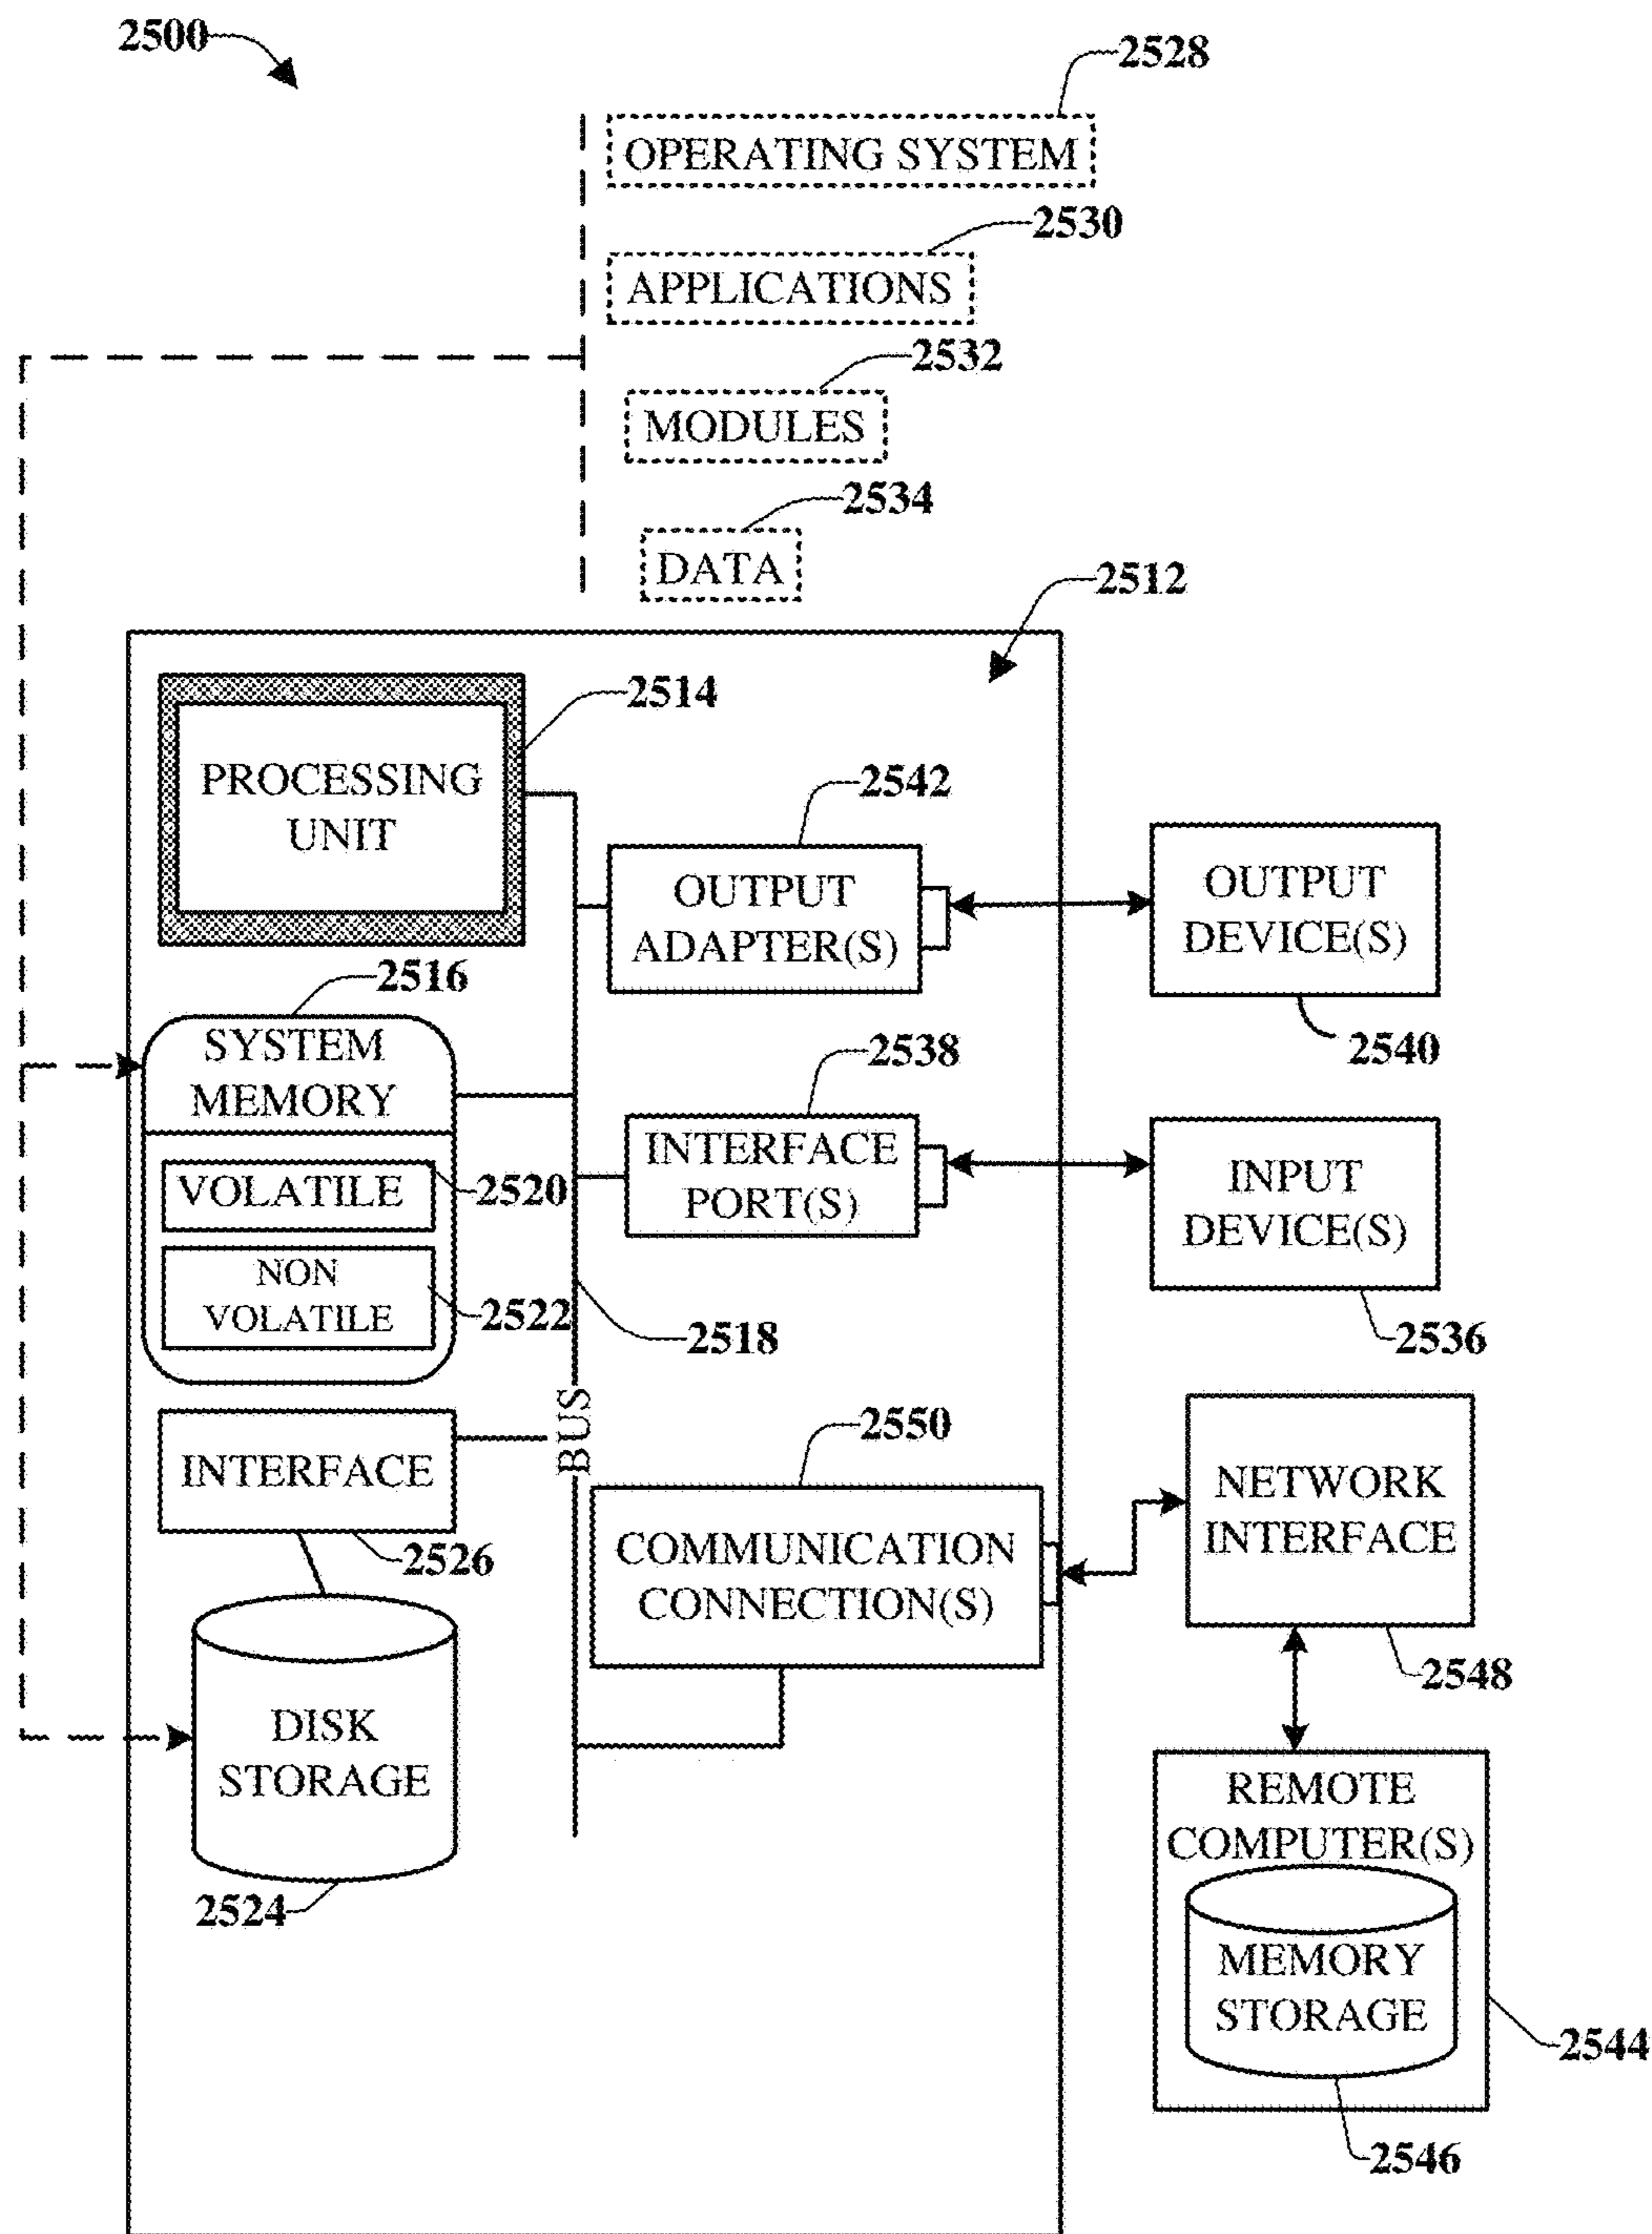 2500
2528
OPERATING SYSTEM
2530
APPLICATIONS
2532
MODULES
2534
DATA
2512
2514
PROCESSING
UNIT
2542
OUTPUT
ADAPTER(S)
OUTPUT
DEVICE(S)
2540
2516
SYSTEM
MEMORY
2538
INTERFACE
PORT(S)
INPUT
DEVICE(S)
2536
VOLATILE
2520
NON
VOLATILE
2522
2518
BUS
INTERFACE
2526
2550
COMMUNICATION
CONNECTION(S)
NETWORK
INTERFACE
2548
DISK
STORAGE
2524
REMOTE
COMPUTER(S)
MEMORY
STORAGE
2544
2546